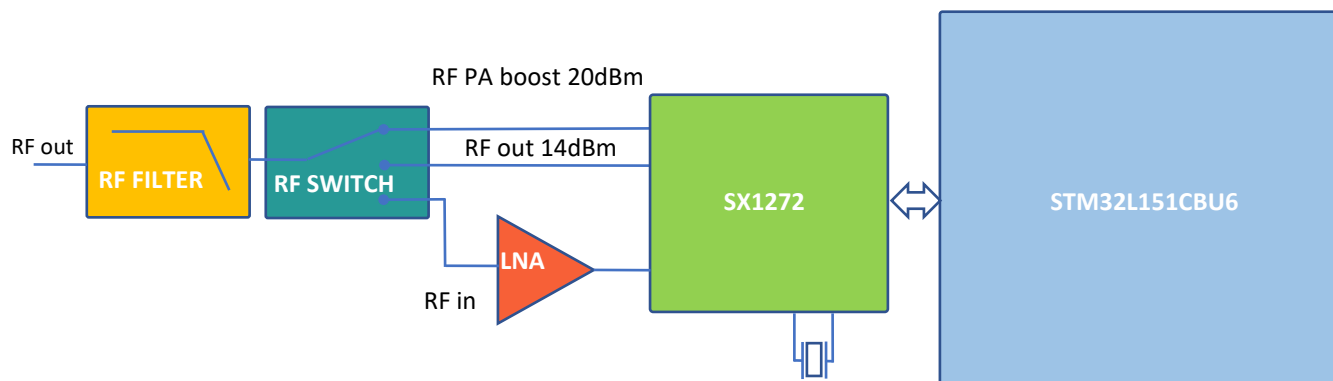 RF PA boost 20dBm
RF out
RF FILTER
RF SWITCH
RF out 14dBm
SX1272
STM32L151CBU6
LNA
RF in